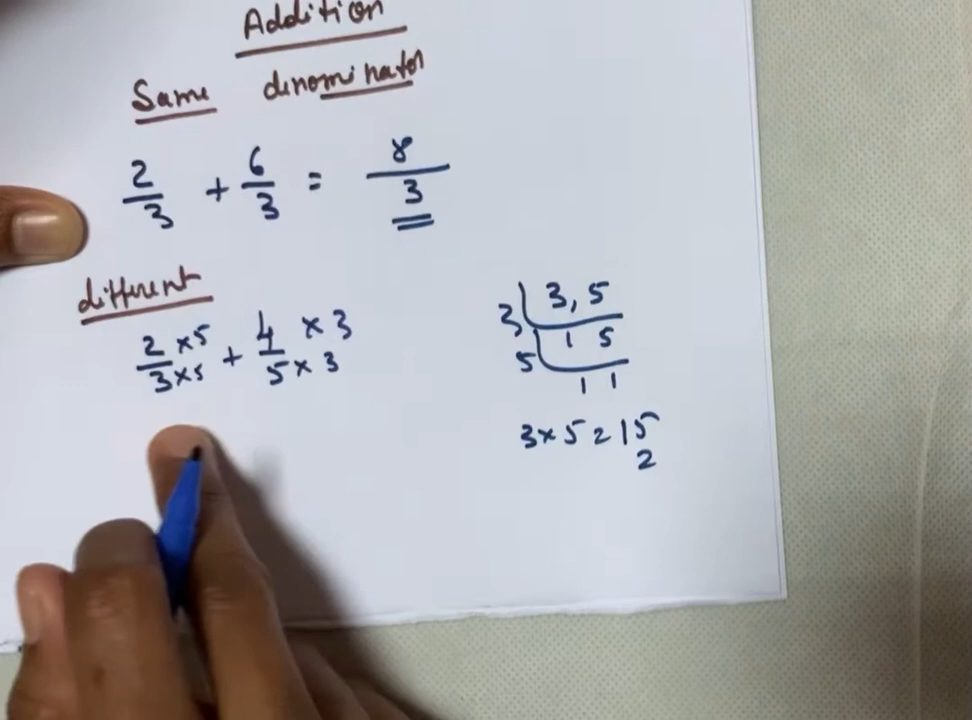 Addition
Same denominator
2/3 + 6/3 = 8/3
different
2×5/3×5 + 4×3/5×3
3 | 3, 5
5 | 1 5
1 1
3×5=15
2